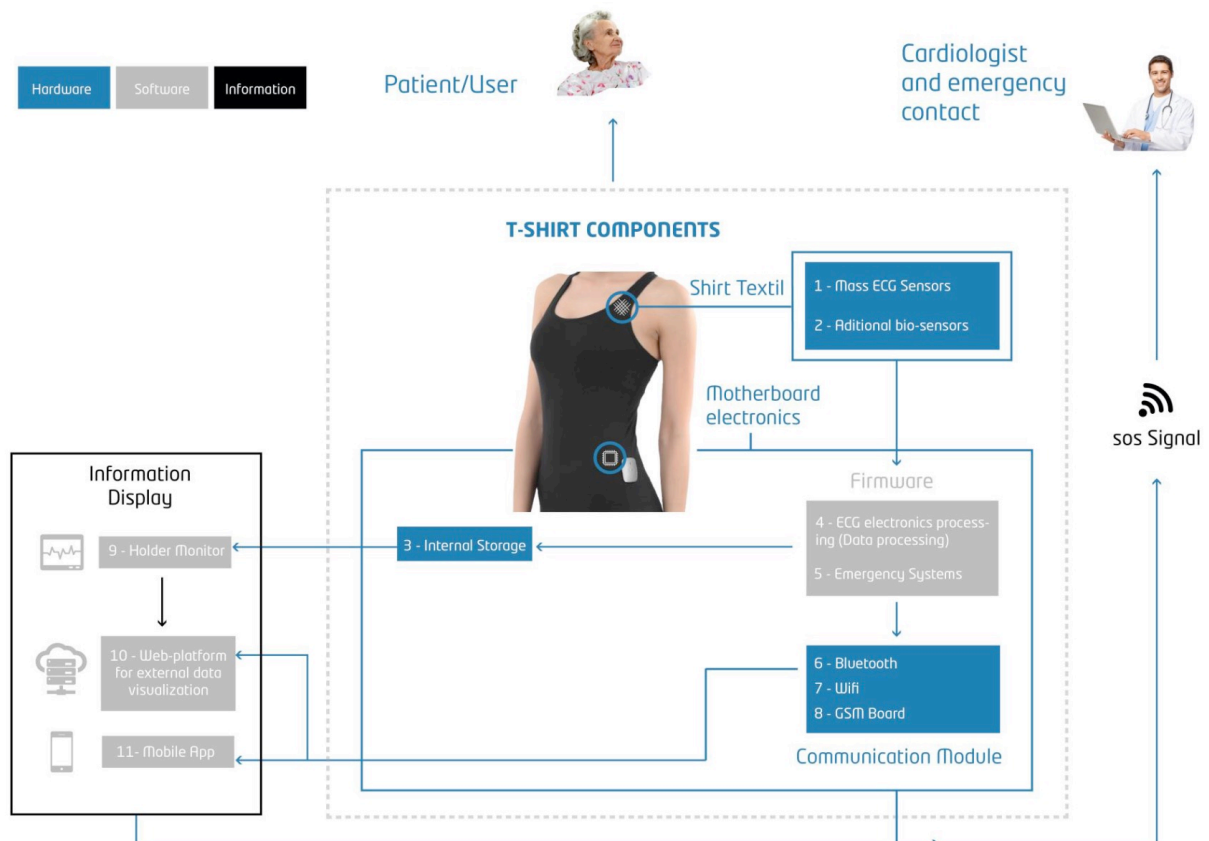 Hardware
Software
Information
Patient/User
Cardiologist
and emergency
contact
T-SHIRT COMPONENTS
Shirt Textil
1 - Mass ECG Sensors
2 - Aditional bio-sensors
Motherboard
electronics
sos Signal
Information
Display
Firmware
4 - ECG electronics process-
ing (Data processing)
5 - Emergency Systems
3 - Internal Storage
9 - Holder Monitor
10 - Web-platform
for external data
visualization
6 - Bluetooth
7 - Wifi
8 - GSM Board
11- Mobile App
Communication Module